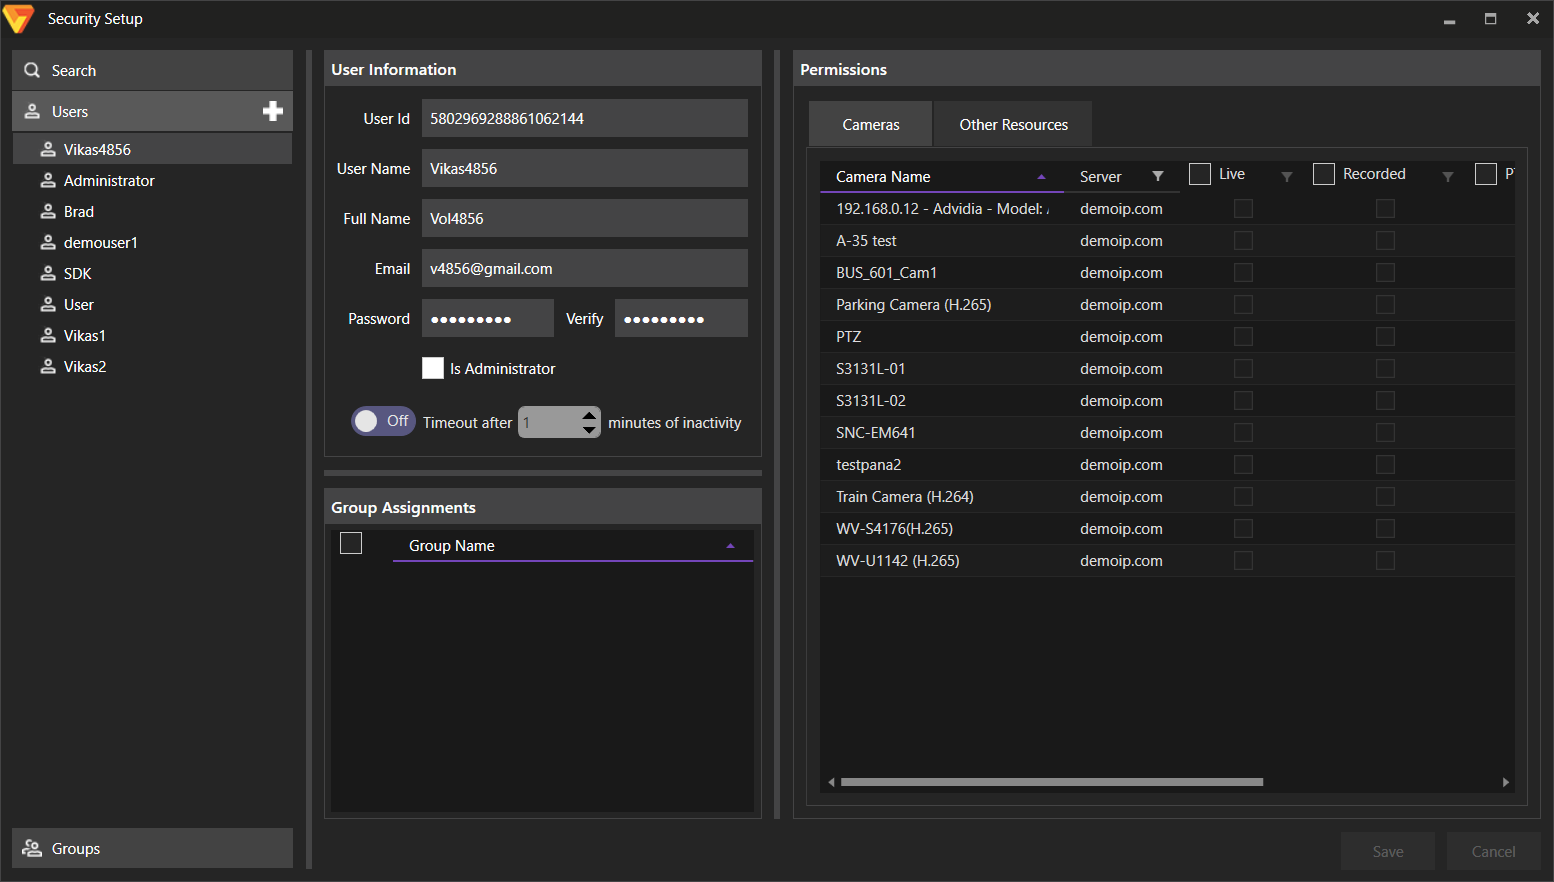 Security Setup
Search
Users
Vikas4856
Administrator
Brad
demouser1
SDK
User
Vikas1
Vikas2
Groups
User Information
User Id 5802969288861062144
User Name Vikas4856
Full Name Vol4856
Email v4856@gmail.com
Password ●●●●●●●●● Verify ●●●●●●●●●
Is Administrator
Off Timeout after 1 minutes of inactivity
Group Assignments
Group Name
Permissions
Cameras Other Resources
Camera Name Server Live Recorded
192.168.0.12 - Advidia - Model: demoip.com
A-35 test demoip.com
BUS_601_Cam1 demoip.com
Parking Camera (H.265) demoip.com
PTZ demoip.com
S3131L-01 demoip.com
S3131L-02 demoip.com
SNC-EM641 demoip.com
testpana2 demoip.com
Train Camera (H.264) demoip.com
WV-S4176(H.265) demoip.com
WV-U1142 (H.265) demoip.com
Save Cancel